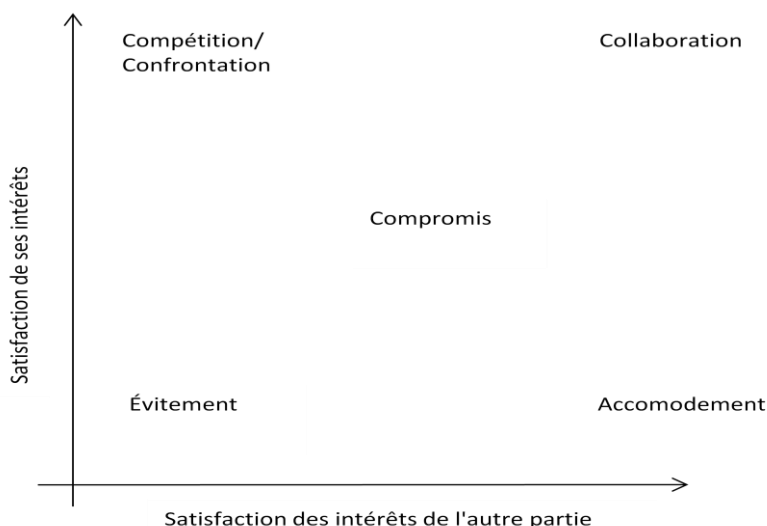 Compétition/
Confrontation
Collaboration
Satisfaction de ses intérêts
Compromis
Évitement
Accomodement
Satisfaction des intérêts de l'autre partie